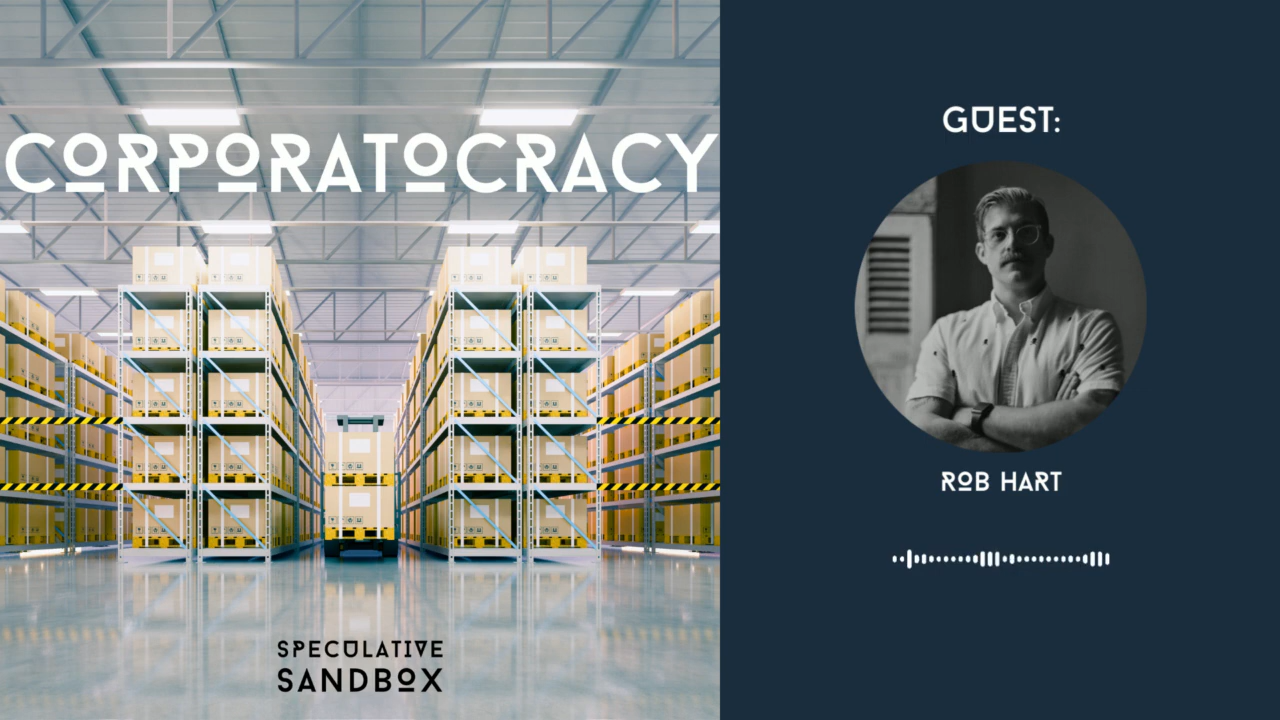 CORPORATOCRACY
SPECULATIVE
SANDBOX
GUEST:
ROB HART